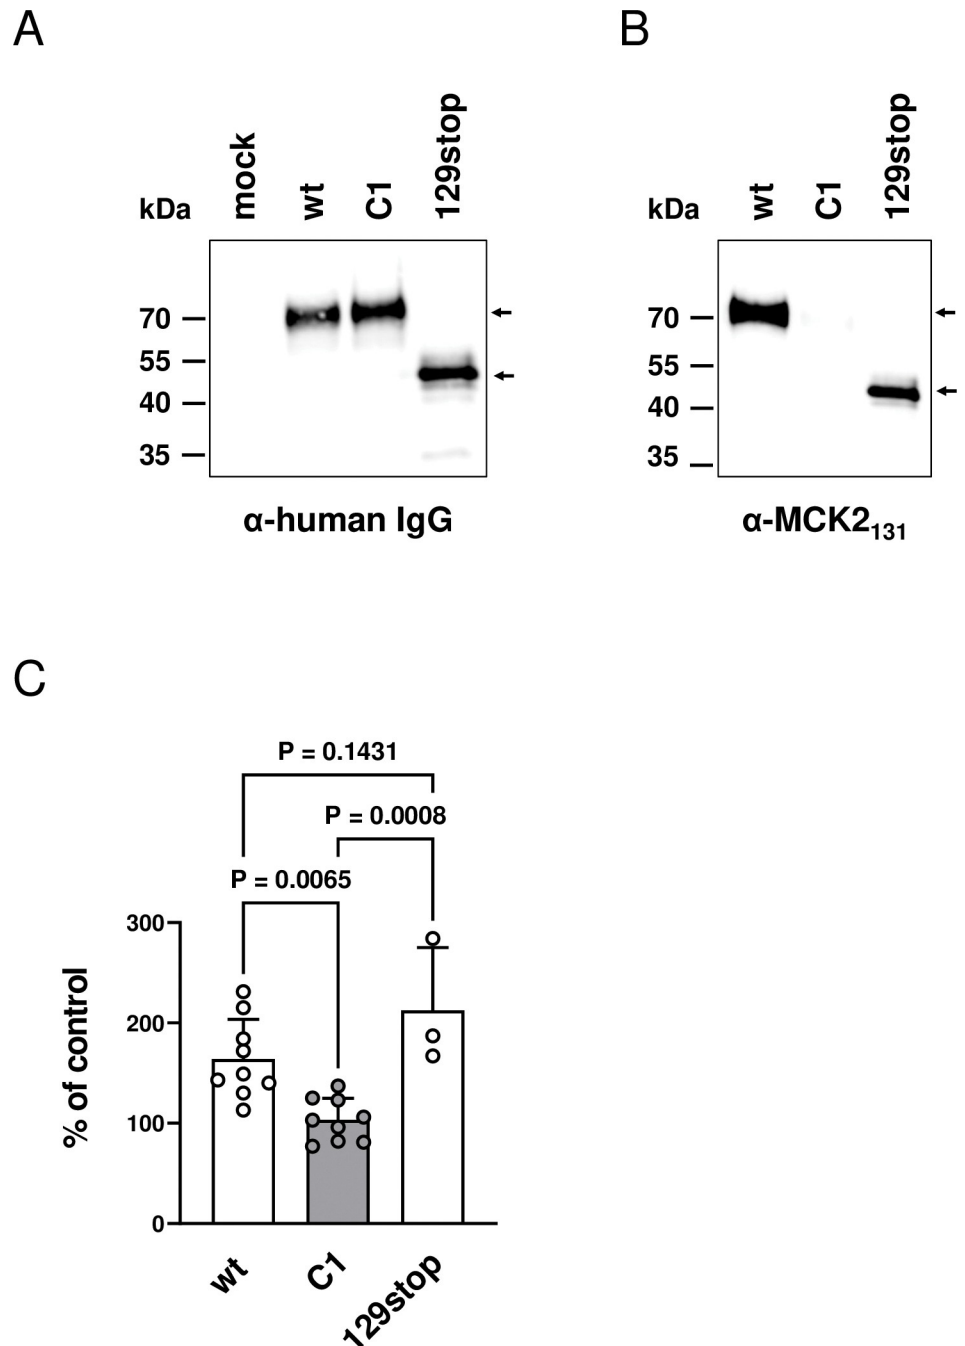 A
B
kDa
mock
wt
C1
129stop
70
55
40
35
α-human IgG
kDa
wt
C1
129stop
70
55
40
35
α-MCK2131
C
P = 0.1431
P = 0.0008
P = 0.0065
% of control
300
200
100
0
wt
C1
129stop